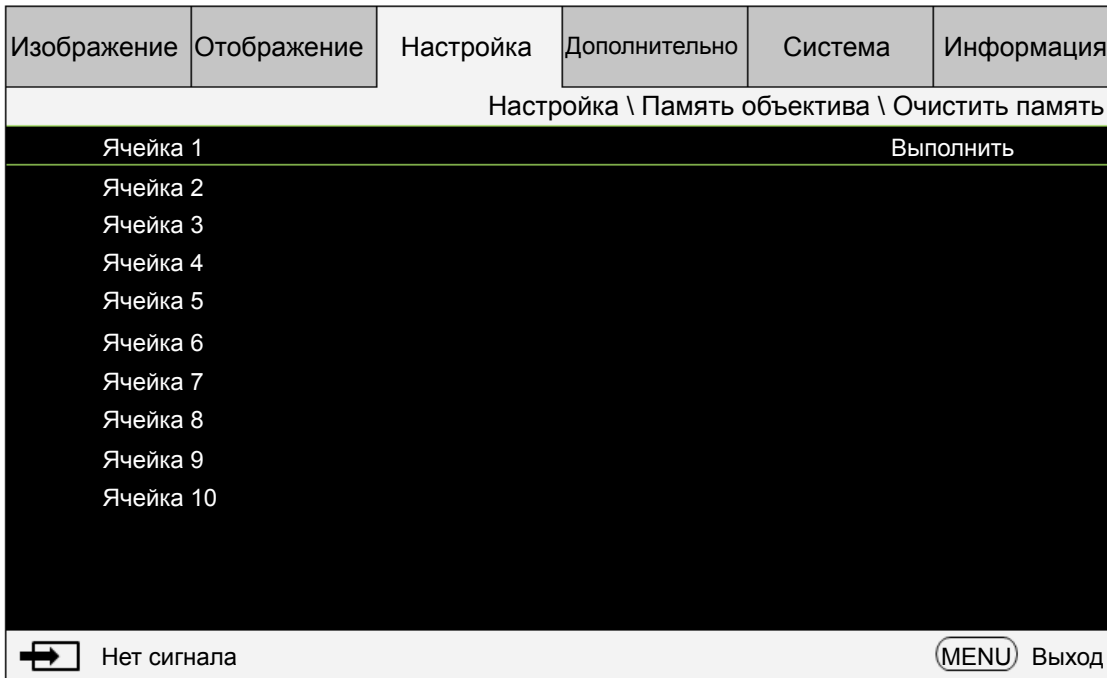 Изображение Отображение Настройка Дополнительно Система Информация
Настройка \ Память объектива \ Очистить память
Ячейка 1 Выполнить
Ячейка 2
Ячейка 3
Ячейка 4
Ячейка 5
Ячейка 6
Ячейка 7
Ячейка 8
Ячейка 9
Ячейка 10
Нет сигнала MENU Выход